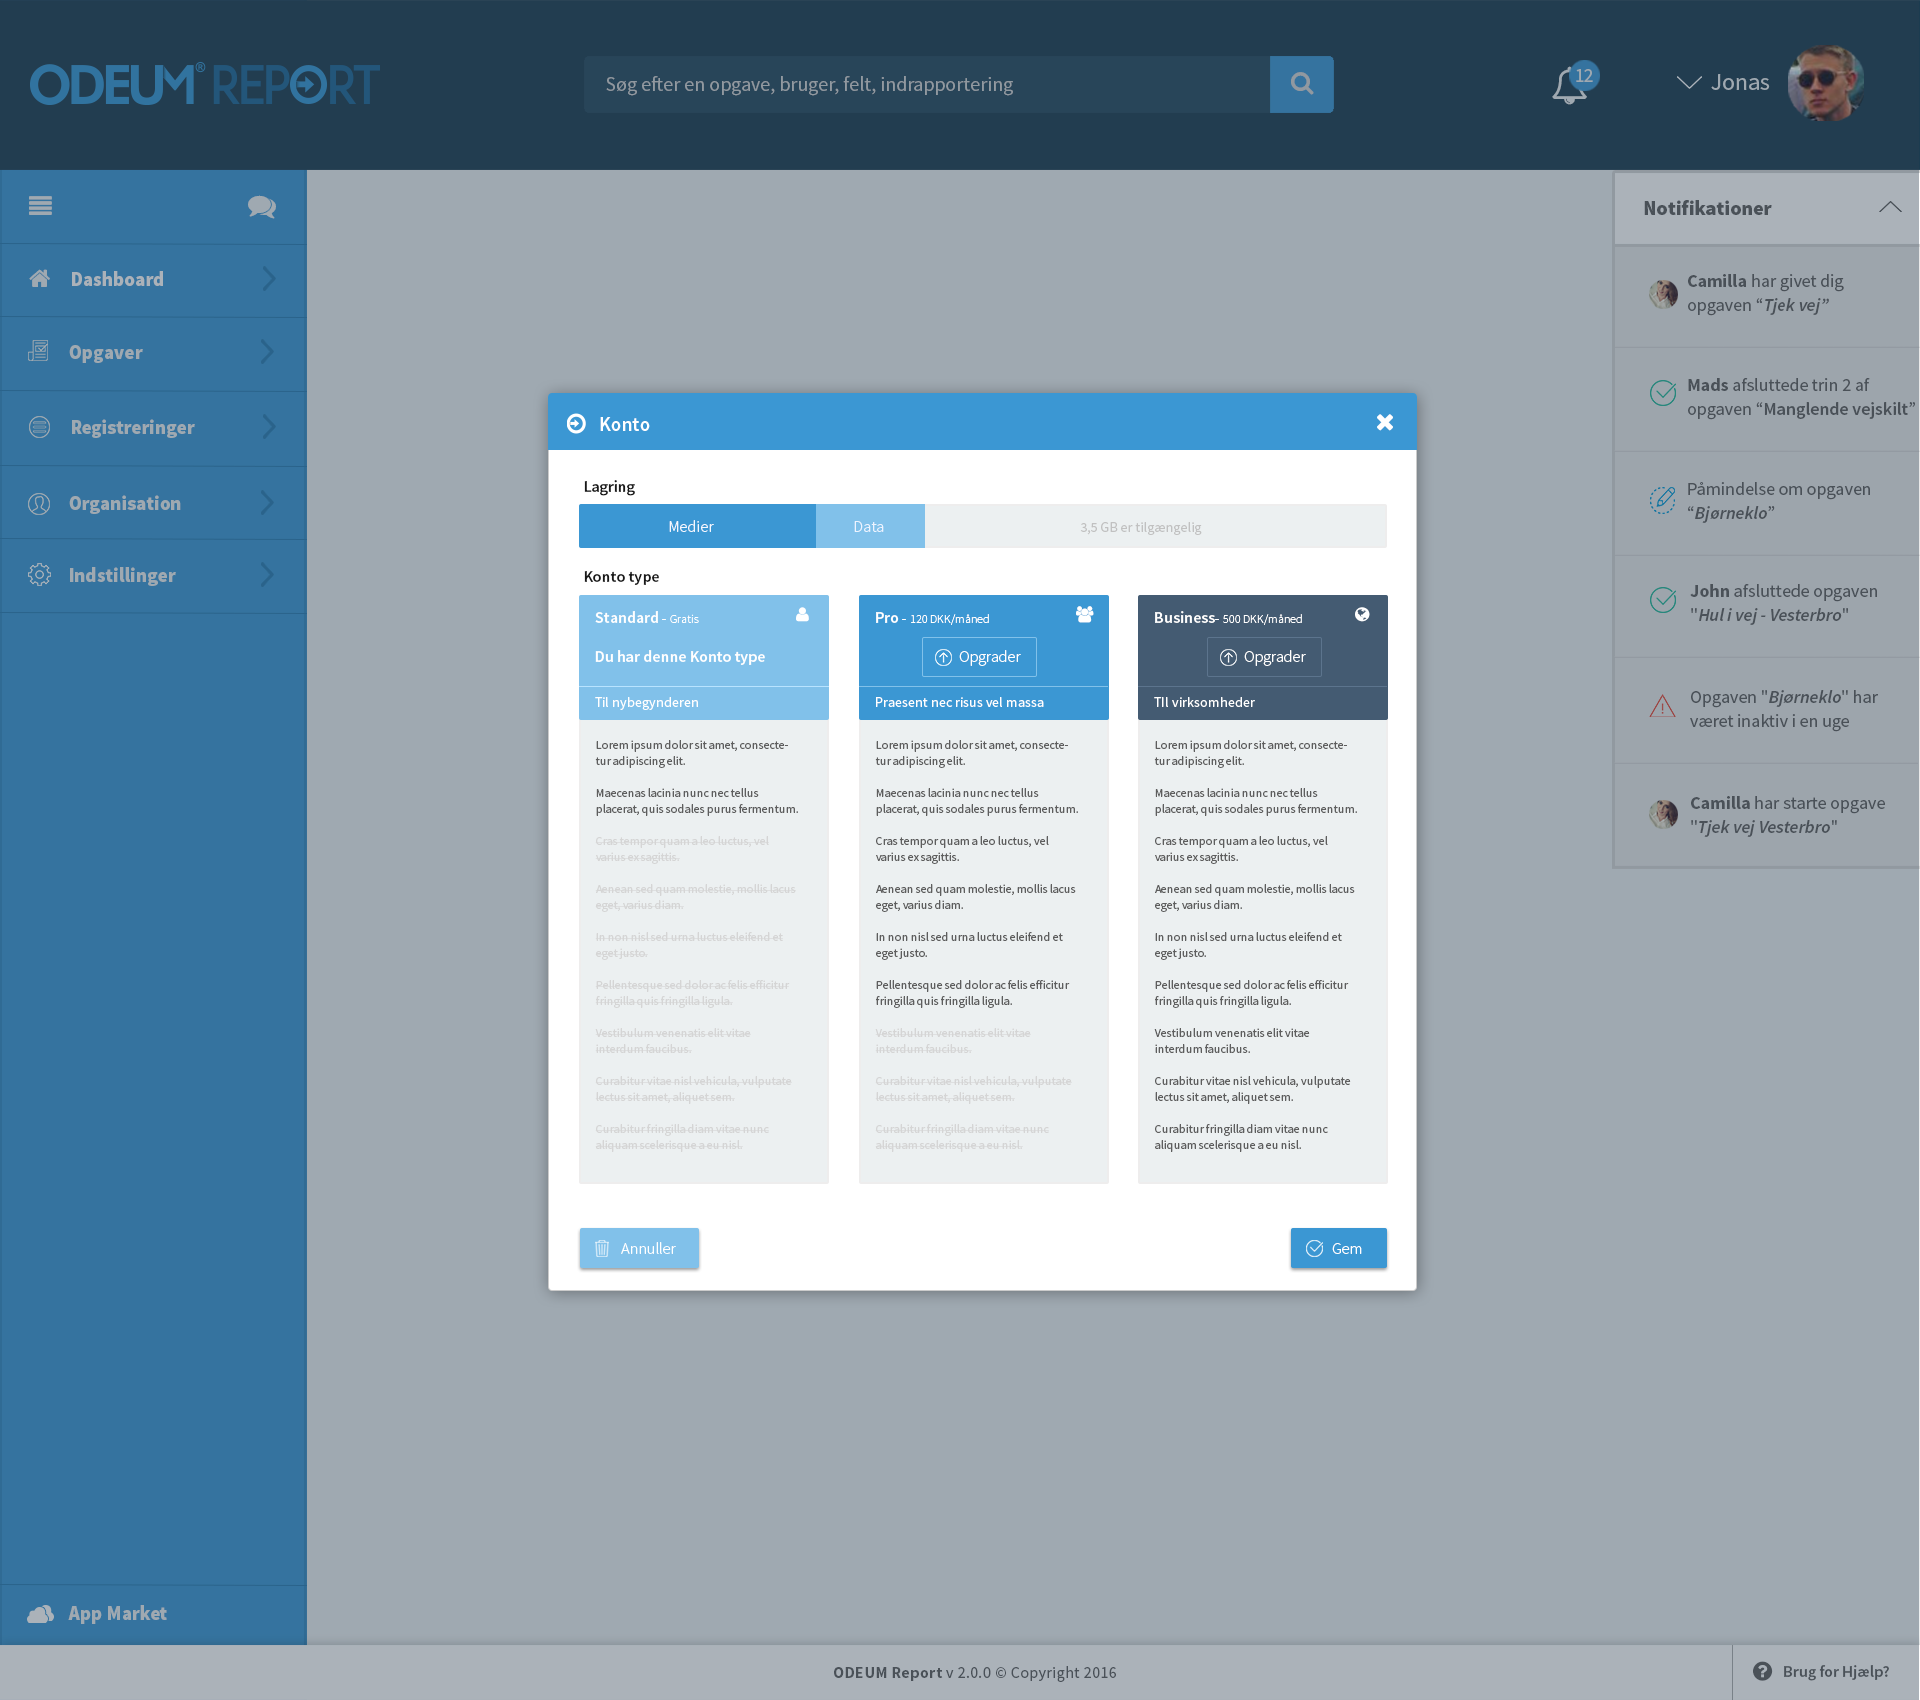 ODEUM® REPORT
Søg efter en opgave, bruger, felt, indrapportering
12
Jonas
Dashboard
Opgaver
Registreringer
Organisation
Indstillinger
App Market
Notifikationer
Camilla har givet dig
opgaven “Tjek vej”
Mads afsluttede trin 2 af
opgaven “Manglende vejskilt”
Påmindelse om opgaven
“Bjørneklo”
John afsluttede opgaven
"Hul i vej - Vesterbro"
Opgaven "Bjørneklo" har
været inaktiv i en uge
Camilla har starte opgave
"Tjek vej Vesterbro"
Konto
Lagring
Medier
Data
3,5 GB er tilgængelig
Konto type
Standard - Gratis
Du har denne Konto type
Til nybegynderen
Lorem ipsum dolor sit amet, consecte-
tur adipiscing elit.
Maecenas lacinia nunc nec tellus
placerat, quis sodales purus fermentum.
Cras tempor quam a leo luctus, vel
varius ex sagittis.
Aenean sed quam molestie, mollis lacus
eget, varius diam.
In non nisl sed urna luctus eleifend et
eget justo.
Pellentesque sed dolor ac felis efficitur
fringilla quis fringilla ligula.
Vestibulum venenatis elit vitae
interdum faucibus.
Curabitur vitae nisl vehicula, vulputate
lectus sit amet, aliquet sem.
Curabitur fringilla diam vitae nunc
aliquam scelerisque a eu nisl.
Pro - 120 DKK/måned
Opgrader
Praesent nec risus vel massa
Lorem ipsum dolor sit amet, consecte-
tur adipiscing elit.
Maecenas lacinia nunc nec tellus
placerat, quis sodales purus fermentum.
Cras tempor quam a leo luctus, vel
varius ex sagittis.
Aenean sed quam molestie, mollis lacus
eget, varius diam.
In non nisl sed urna luctus eleifend et
eget justo.
Pellentesque sed dolor ac felis efficitur
fringilla quis fringilla ligula.
Vestibulum venenatis elit vitae
interdum faucibus.
Curabitur vitae nisl vehicula, vulputate
lectus sit amet, aliquet sem.
Curabitur fringilla diam vitae nunc
aliquam scelerisque a eu nisl.
Business- 500 DKK/måned
Opgrader
TIl virksomheder
Lorem ipsum dolor sit amet, consecte-
tur adipiscing elit.
Maecenas lacinia nunc nec tellus
placerat, quis sodales purus fermentum.
Cras tempor quam a leo luctus, vel
varius ex sagittis.
Aenean sed quam molestie, mollis lacus
eget, varius diam.
In non nisl sed urna luctus eleifend et
eget justo.
Pellentesque sed dolor ac felis efficitur
fringilla quis fringilla ligula.
Vestibulum venenatis elit vitae
interdum faucibus.
Curabitur vitae nisl vehicula, vulputate
lectus sit amet, aliquet sem.
Curabitur fringilla diam vitae nunc
aliquam scelerisque a eu nisl.
Annuller
Gem
ODEUM Report v 2.0.0 © Copyright 2016
Brug for Hjælp?